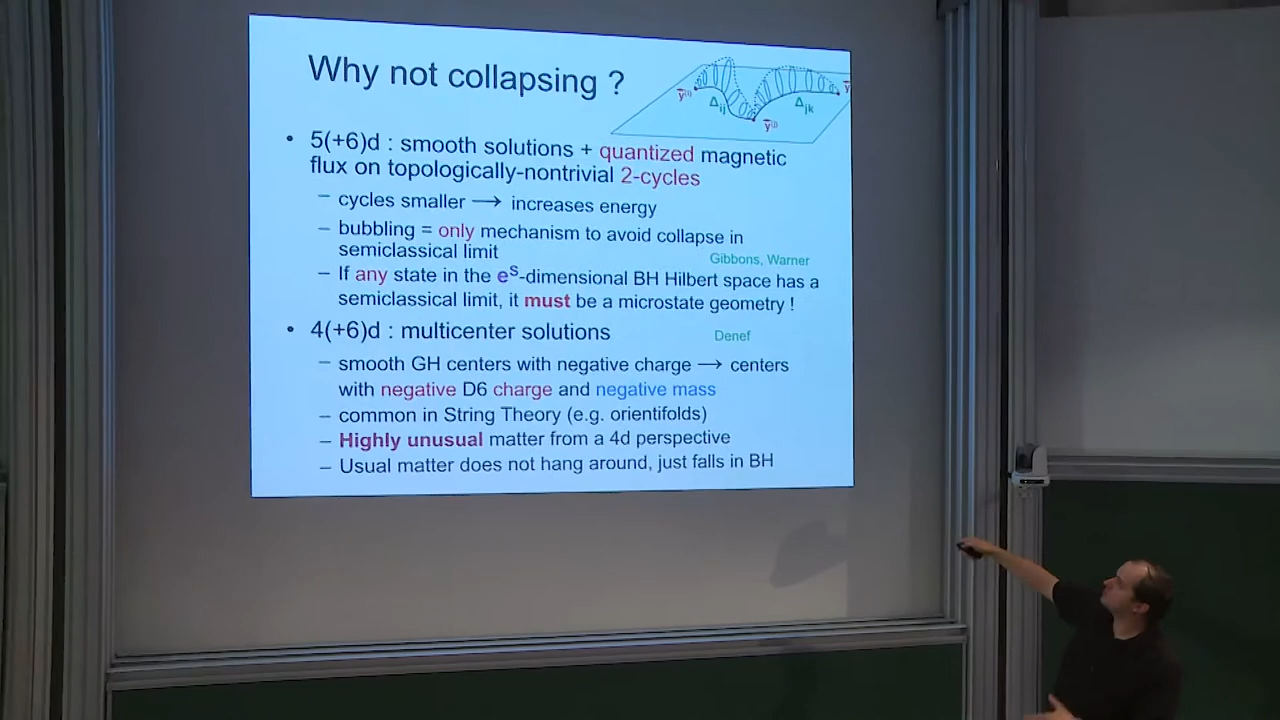 Why not collapsing ?
y⃗⁽ⁱ⁾
Δij
y⃗⁽ʲ⁾
Δjk
• 5(+6)d : smooth solutions + quantized magnetic
flux on topologically-nontrivial 2-cycles
– cycles smaller → increases energy
– bubbling = only mechanism to avoid collapse in
semiclassical limit
Gibbons, Warner
– If any state in the eS-dimensional BH Hilbert space has a
semiclassical limit, it must be a microstate geometry !
• 4(+6)d : multicenter solutions
Denef
– smooth GH centers with negative charge → centers
with negative D6 charge and negative mass
– common in String Theory (e.g. orientifolds)
– Highly unusual matter from a 4d perspective
– Usual matter does not hang around, just falls in BH